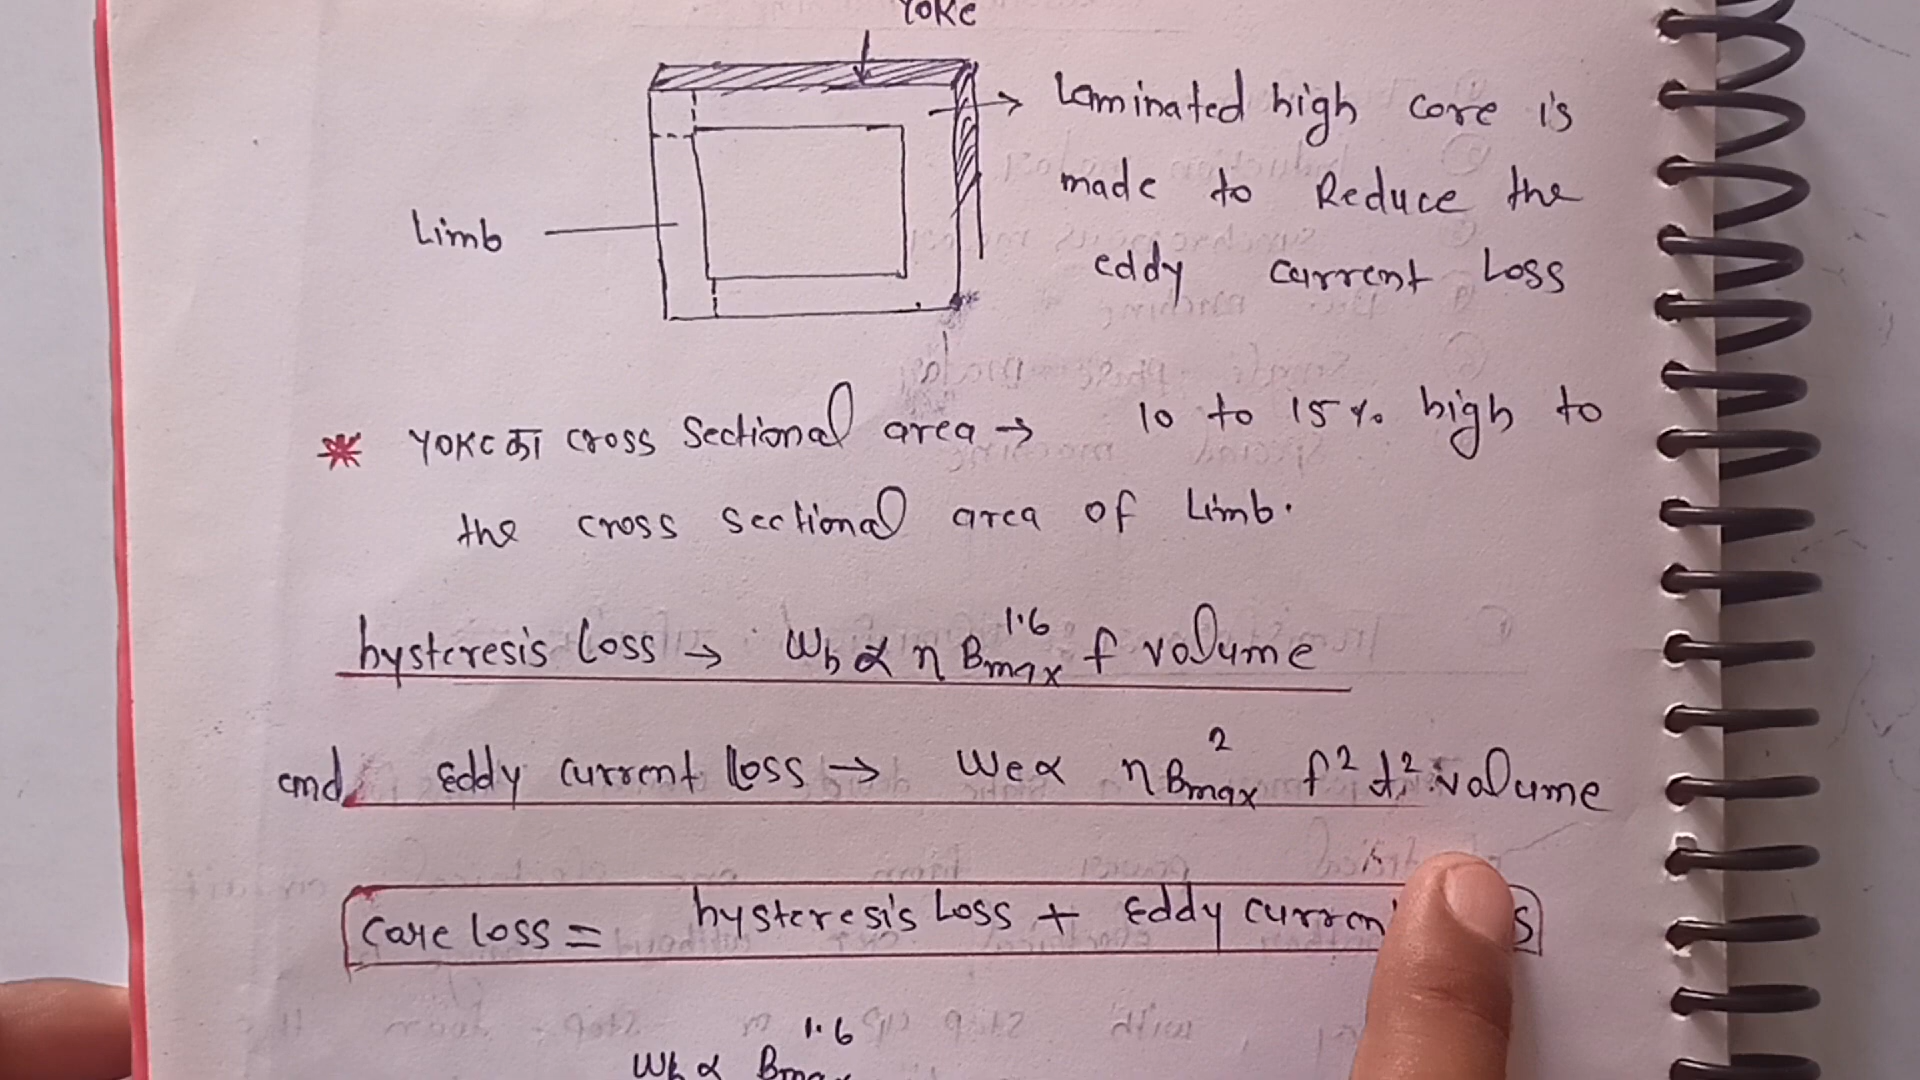 Yoke
Laminated high core is
made to Reduce the
eddy current Loss
Limb
* Yoke का cross sectional area → 10 to 15% high to
the cross sectional area of Limb.
hysteresis loss → Wh ∝ η Bmax^1.6 f volume
and, Eddy current loss → We ∝ η Bmax^2 f² t² volume
Core loss = hysteresis Loss + Eddy curren s
Wh ∝ Bmax^1.6